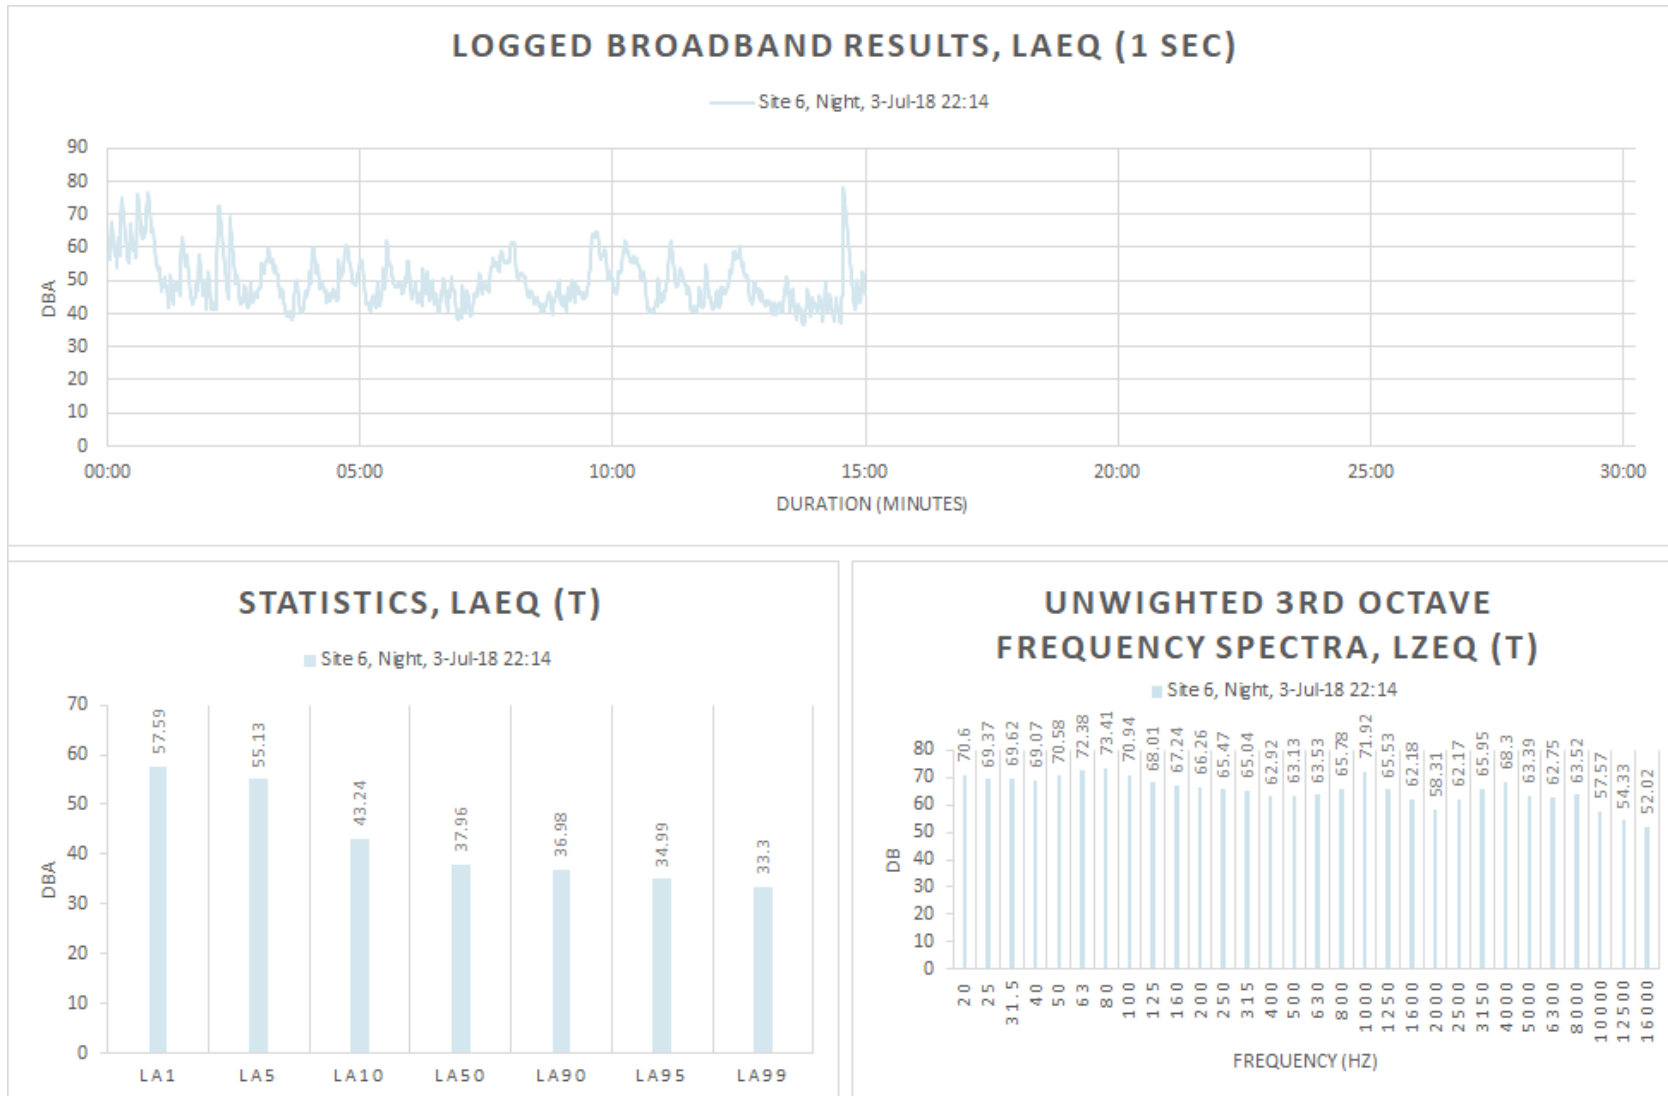 LOGGED BROADBAND RESULTS, LAEQ (1 SEC)
Site 6, Night, 3-Jul-18 22:14
90
80
70
60
50
40
30
20
10
0
DBA
00:00 05:00 10:00 15:00 20:00 25:00 30:00
DURATION (MINUTES)
STATISTICS, LAEQ (T)
Site 6, Night, 3-Jul-18 22:14
70
60
50
40
30
20
10
0
DBA
57.59 55.13 43.24 37.96 36.98 34.99 33.3
LA1 LA5 LA10 LA50 LA90 LA95 LA99
UNWIGHTED 3RD OCTAVE
FREQUENCY SPECTRA, LZEQ (T)
Site 6, Night, 3-Jul-18 22:14
80
70
60
50
40
30
20
10
0
DB
70.6 69.37 69.62 69.07 70.58 72.38 73.41 70.94 68.01 67.24 66.26 65.47 65.04 62.92 63.13 63.53 65.78 71.92 65.53 62.18 58.31 62.17 65.95 68.3 63.39 62.75 63.52 57.57 54.33 52.02
20 25 31.5 40 50 63 80 100 125 160 200 250 315 400 500 630 800 1000 1250 1600 2000 2500 3150 4000 5000 6300 8000 10000 12500 16000
FREQUENCY (HZ)